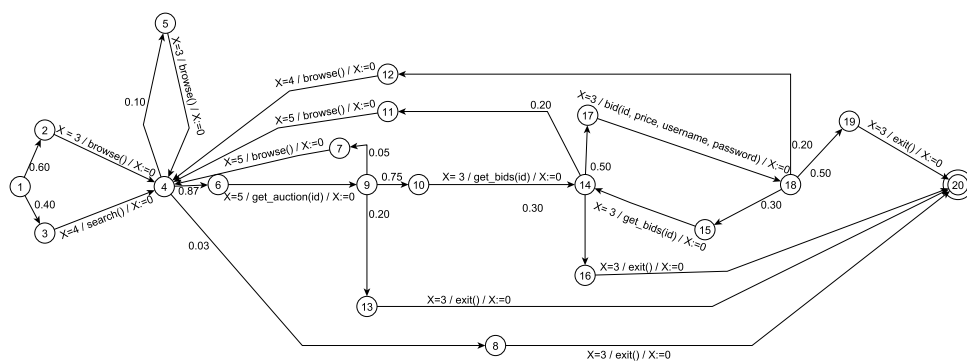 5
X=3 / browse() / X:=0
0.10
12
X=4 / browse() / X:=0
11
X=5 / browse() / X:=0
0.20
17
X=3 / bid(id, price, username, password) / X:=0
0.20
19
X=3 / exit() / X:=0
2
X = 3 / browse() / X:=0
0.60
1
0.40
3
X=4 / search() / X:=0
4
0.87
6
X=5 / get_auction(id) / X:=0
7
X=5 / browse() / X:=0
0.05
9
0.75
10
X= 3 / get_bids(id) / X:=0
0.50
14
0.30
18
0.50
0.30
15
X= 3 / get_bids(id) / X:=0
20
0.20
0.03
16
X=3 / exit() / X:=0
13
X=3 / exit() / X:=0
8
X=3 / exit() / X:=0